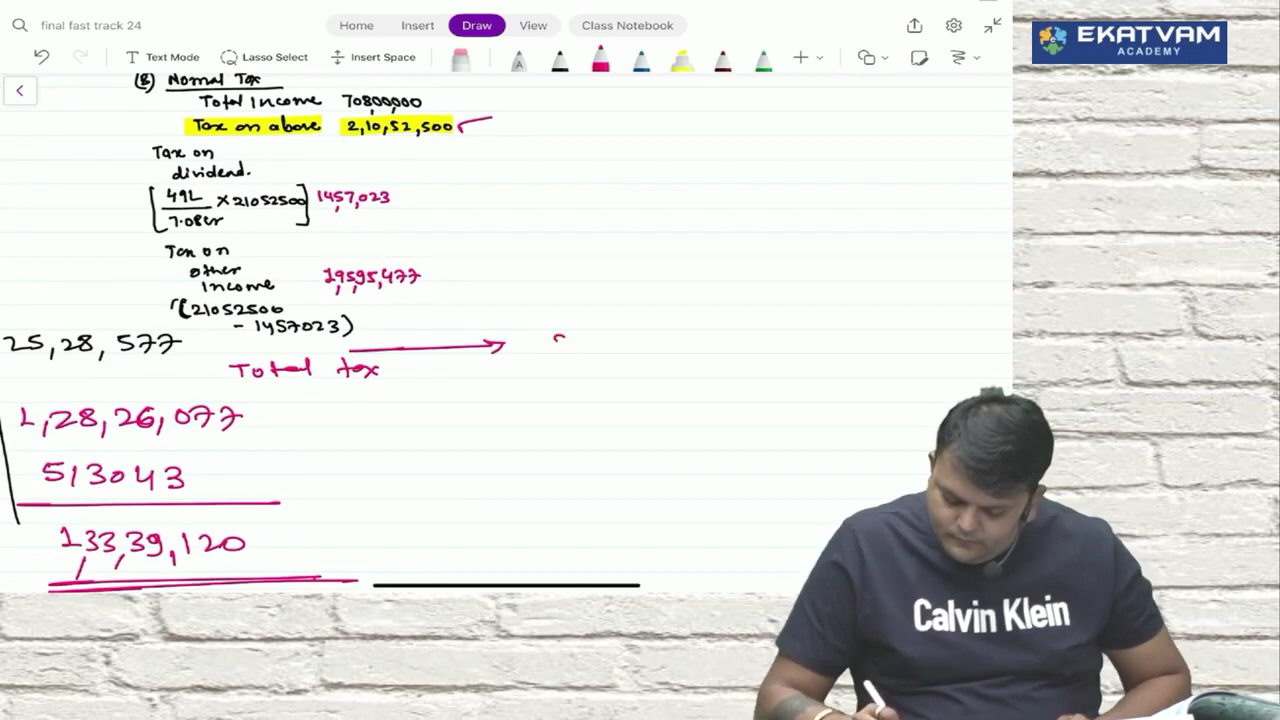 final fast track 24
Home Insert Draw View Class Notebook
EKATVAM
ACADEMY
Text Mode Lasso Select Insert Space
A
(B) Normal Tax
Total Income 70800000
Tax on above 2,10,52,500
Tax on
dividend.
[49L / 7.08cr × 21052500] 1457,023
Tax on
other
income 19595,477
(21052500
- 1457023)
25,28,577
Total tax
1,28,26,077
513043
1,33,39,120
Calvin Klein